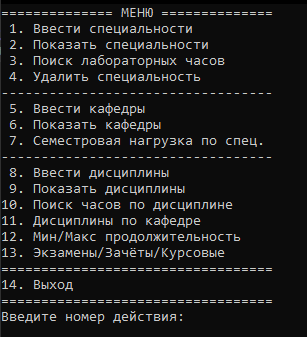 ============== МЕНЮ ==============
 1. Ввести специальности
 2. Показать специальности
 3. Поиск лабораторных часов
 4. Удалить специальность
----------------------------------
 5. Ввести кафедры
 6. Показать кафедры
 7. Семестровая нагрузка по спец.
----------------------------------
 8. Ввести дисциплины
 9. Показать дисциплины
10. Поиск часов по дисциплине
11. Дисциплины по кафедре
12. Мин/Макс продолжительность
13. Экзамены/Зачёты/Курсовые
==================================
14. Выход
==================================
Введите номер действия: